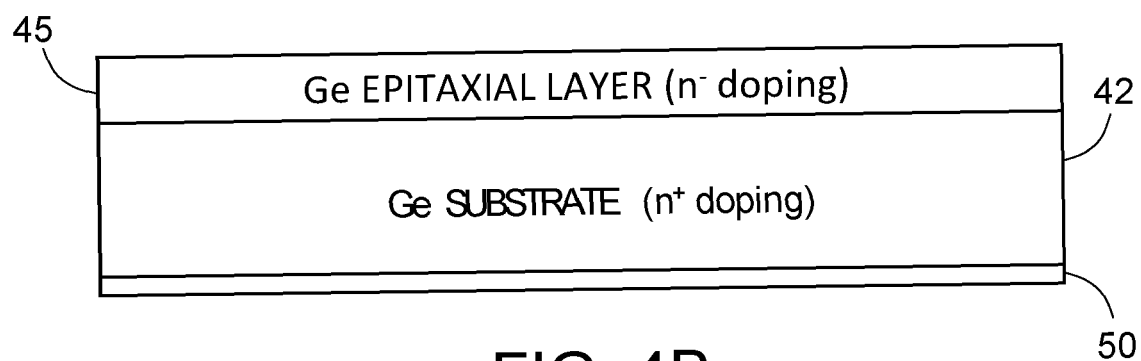 45
Ge EPITAXIAL LAYER (n⁻ doping)
42
Ge SUBSTRATE (n⁺ doping)
50